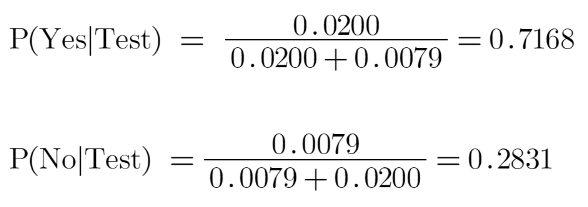 P(Yes|Test) = 0.0200 / (0.0200 + 0.0079) = 0.7168
P(No|Test) = 0.0079 / (0.0079 + 0.0200) = 0.2831